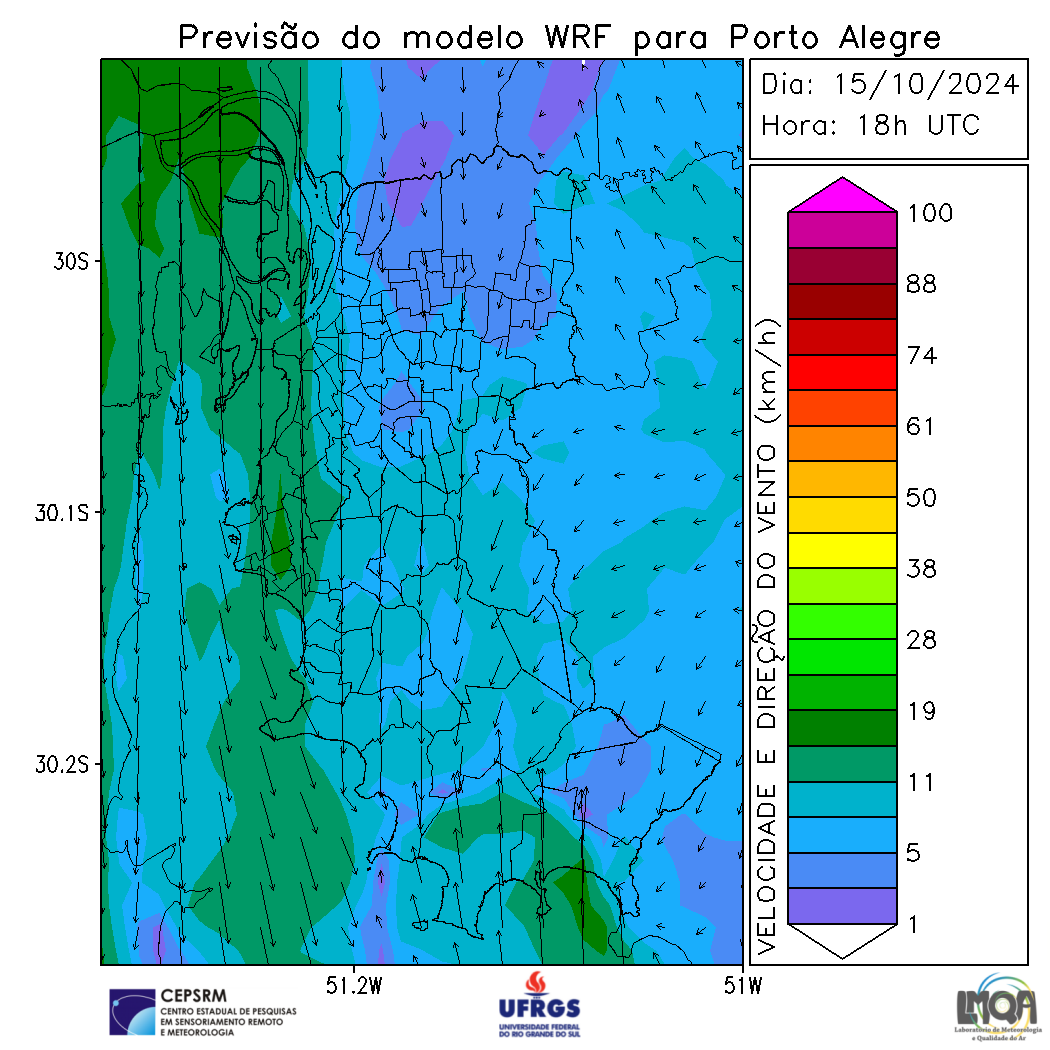 Previsão do modelo WRF para Porto Alegre
Dia: 15/10/2024
Hora: 18h UTC
30S
30.1S
30.2S
51.2W
51W
VELOCIDADE E DIREÇÃO DO VENTO (km/h)
100
88
74
61
50
38
28
19
11
5
1
CEPSRM
CENTRO ESTADUAL DE PESQUISAS
EM SENSORIAMENTO REMOTO
E METEOROLOGIA
UFRGS
UNIVERSIDADE FEDERAL
DO RIO GRANDE DO SUL
LMQA
Laboratório de Meteorologia
e Qualidade do Ar